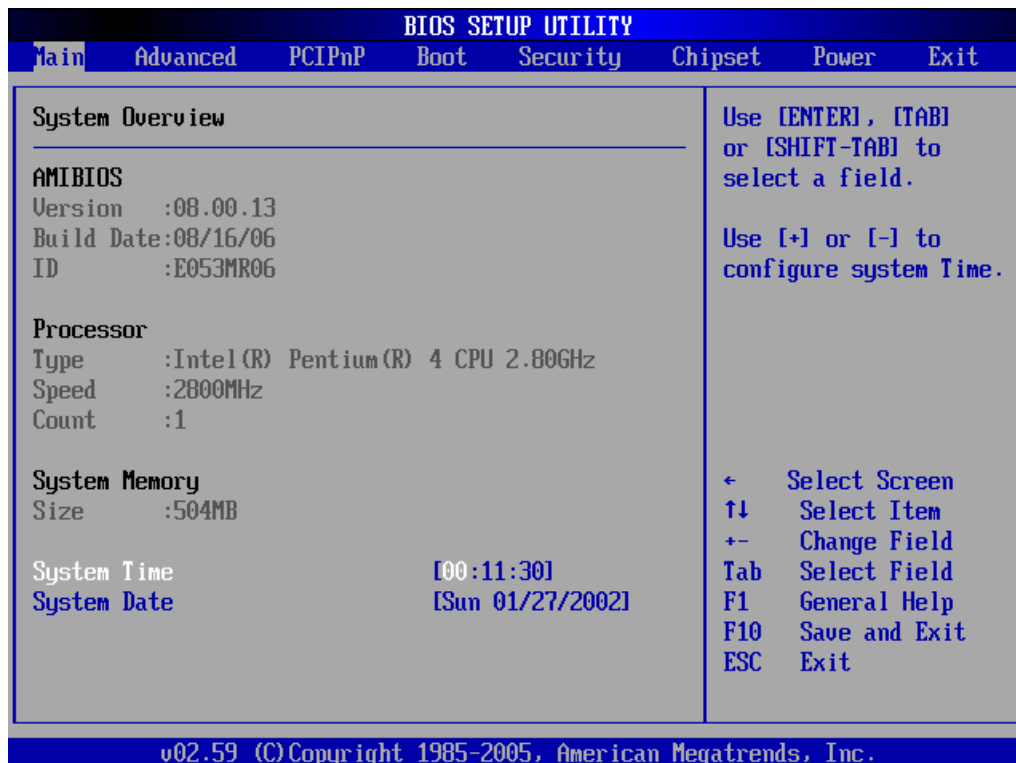 BIOS SETUP UTILITY
Main Advanced PCIPnP Boot Security Chipset Power Exit
System Overview
AMIBIOS
Version :08.00.13
Build Date:08/16/06
ID :E053MR06
Processor
Type :Intel(R) Pentium(R) 4 CPU 2.80GHz
Speed :2800MHz
Count :1
System Memory
Size :504MB
System Time [00:11:30]
System Date [Sun 01/27/2002]
Use [ENTER], [TAB]
or [SHIFT-TAB] to
select a field.
Use [+] or [-] to
configure system Time.
← Select Screen
↑↓ Select Item
+- Change Field
Tab Select Field
F1 General Help
F10 Save and Exit
ESC Exit
v02.59 (C)Copyright 1985-2005, American Megatrends, Inc.